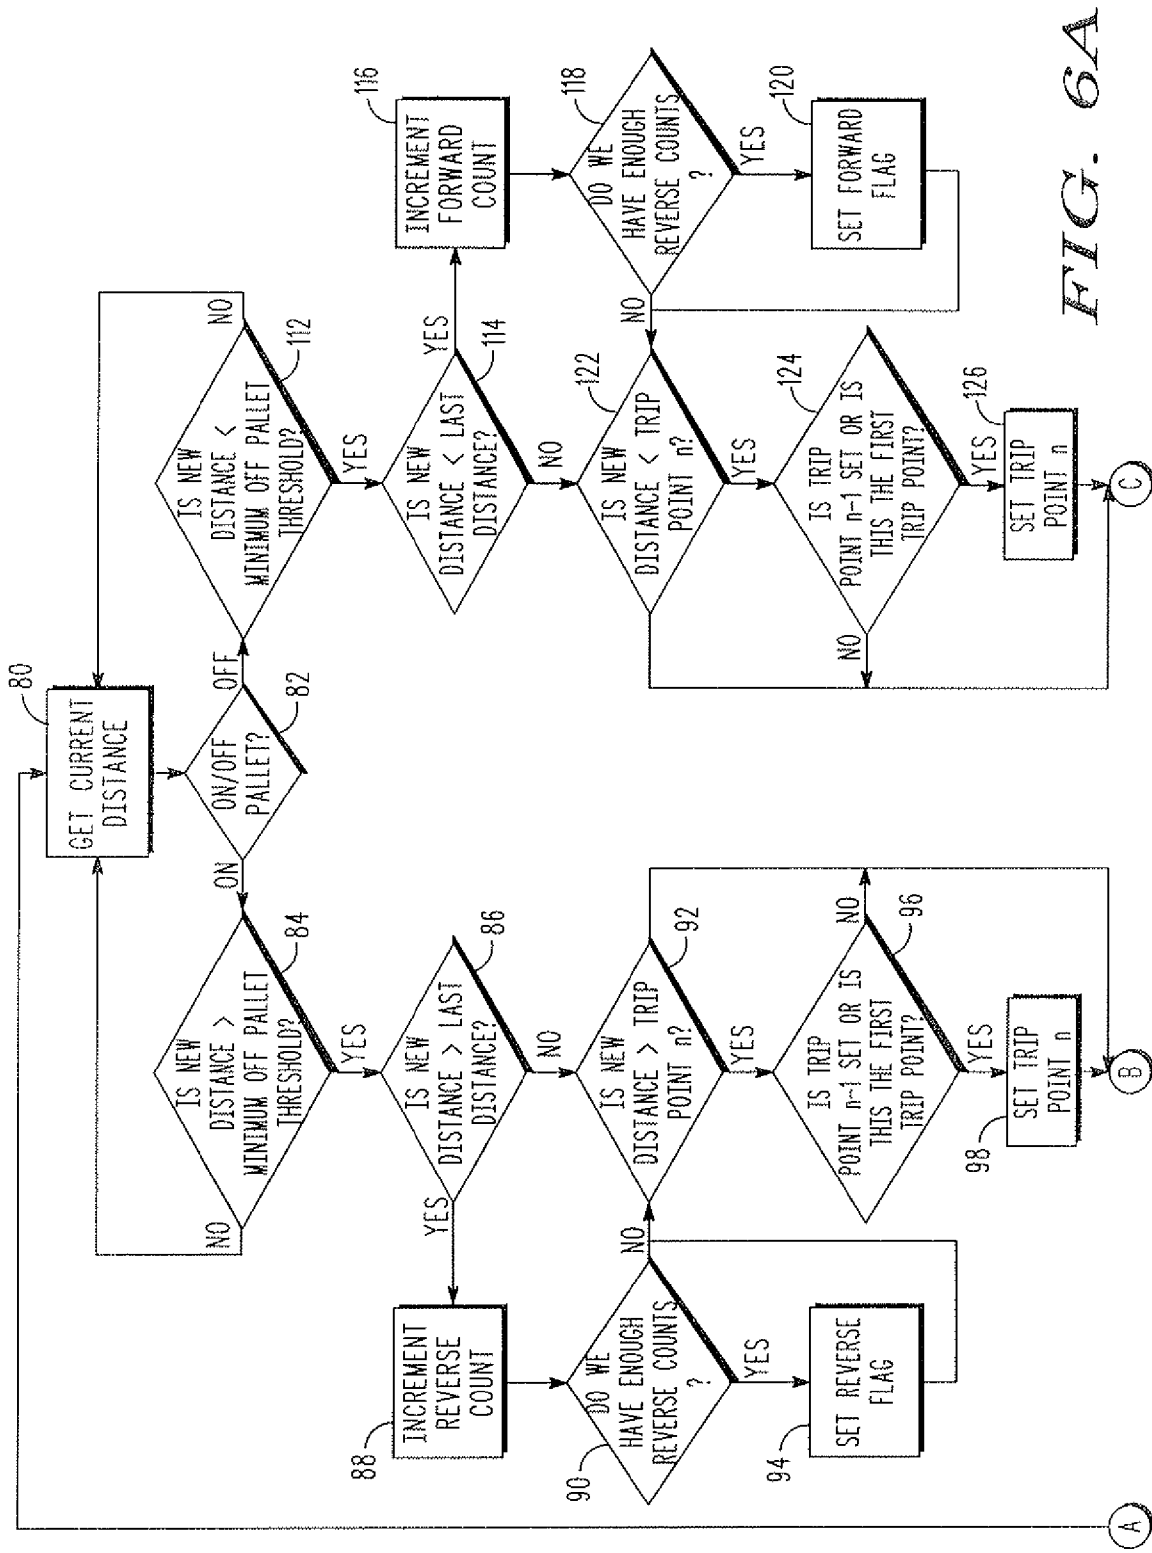 80
GET CURRENT
DISTANCE
ON/OFF
PALLET?
82
ON
OFF
IS NEW
DISTANCE >
MINIMUM OFF PALLET
THRESHOLD?
84
NO
YES
IS NEW
DISTANCE > LAST
DISTANCE?
86
YES
NO
88
INCREMENT
REVERSE
COUNT
90
DO WE
HAVE ENOUGH
REVERSE COUNTS
?
NO
YES
94
SET REVERSE
FLAG
IS NEW
DISTANCE > TRIP
POINT n?
92
YES
IS TRIP
POINT n-1 SET OR IS
THIS THE FIRST
TRIP POINT?
96
NO
YES
98
SET TRIP
POINT n
B
A
IS NEW
DISTANCE <
MINIMUM OFF PALLET
THRESHOLD?
112
NO
YES
IS NEW
DISTANCE < LAST
DISTANCE?
114
YES
NO
116
INCREMENT
FORWARD
COUNT
118
DO WE
HAVE ENOUGH
REVERSE COUNTS
?
NO
YES
120
SET FORWARD
FLAG
122
IS NEW
DISTANCE < TRIP
POINT n?
YES
124
IS TRIP
POINT n-1 SET OR IS
THIS THE FIRST
TRIP POINT?
NO
YES
126
SET TRIP
POINT n
C
FIG. 6A